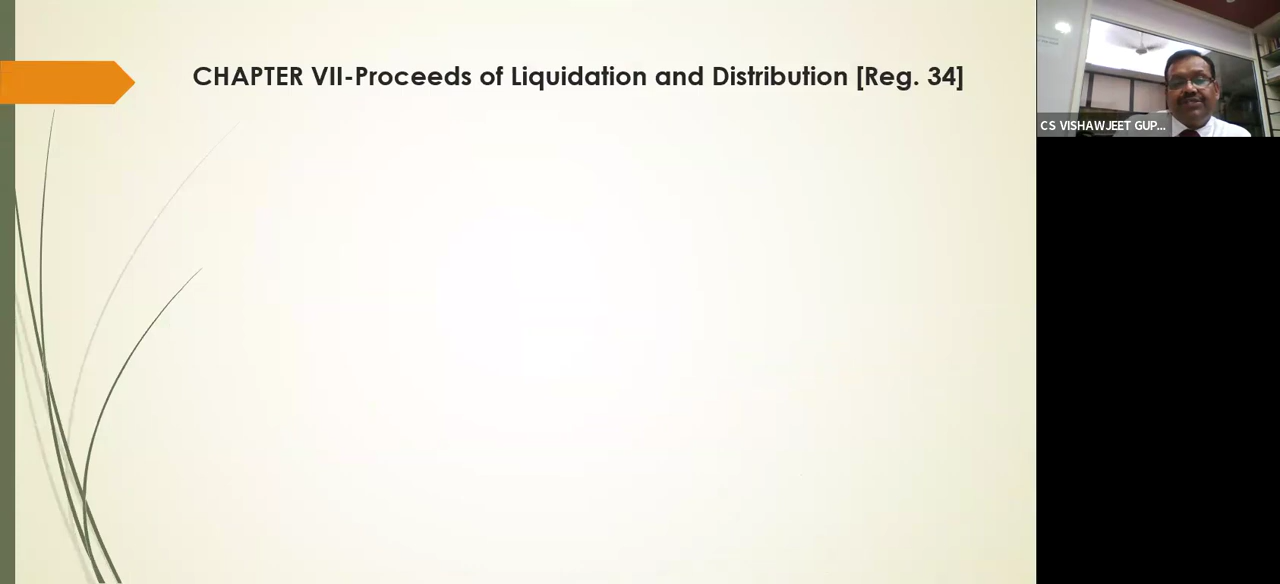 CHAPTER VII-Proceeds of Liquidation and Distribution [Reg. 34]
CS VISHAWJEET GUP...